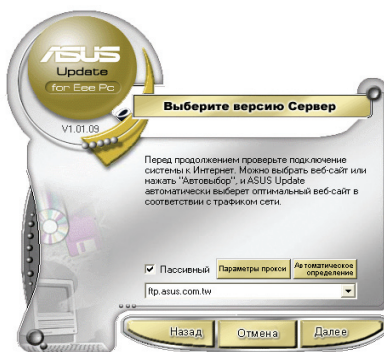 ASUS
Update
for Eee Pc
V1.01.09
Выберите версию Сервер
Перед продолжением проверьте подключение
системы к Интернет. Можно выбрать веб-сайт или
нажать "Автовыбор", и ASUS Update
автоматически выберет оптимальный веб-сайт в
соответствии с трафиком сети.
Пассивный
Параметры прокси
Автоматическое
определение
ftp.asus.com.tw
Назад
Отмена
Далее